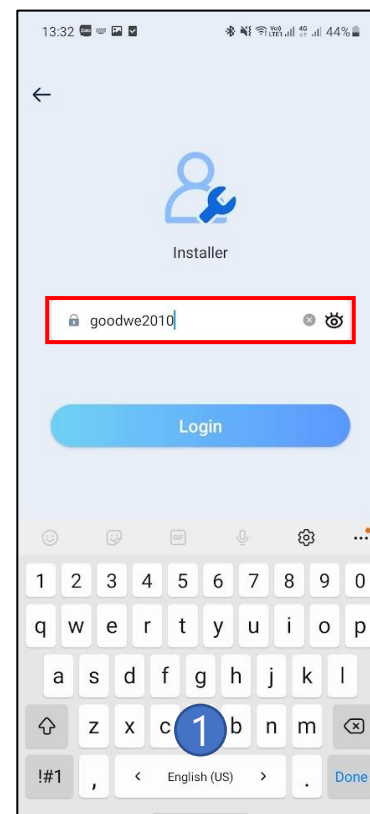 13:32 44%
Installer
goodwe2010
Login
GIF
1 2 3 4 5 6 7 8 9 0
q w e r t y u i o p
a s d f g h j k l
z x c 1 b n m
!#1 , < English (US) > . Done